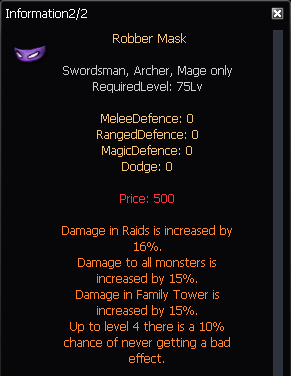 Information2/2
Robber Mask
Swordsman, Archer, Mage only
RequiredLevel: 75Lv
MeleeDefence: 0
RangedDefence: 0
MagicDefence: 0
Dodge: 0
Price: 500
Damage in Raids is increased by
16%.
Damage to all monsters is
increased by 15%.
Damage in Family Tower is
increased by 15%.
Up to level 4 there is a 10%
chance of never getting a bad
effect.